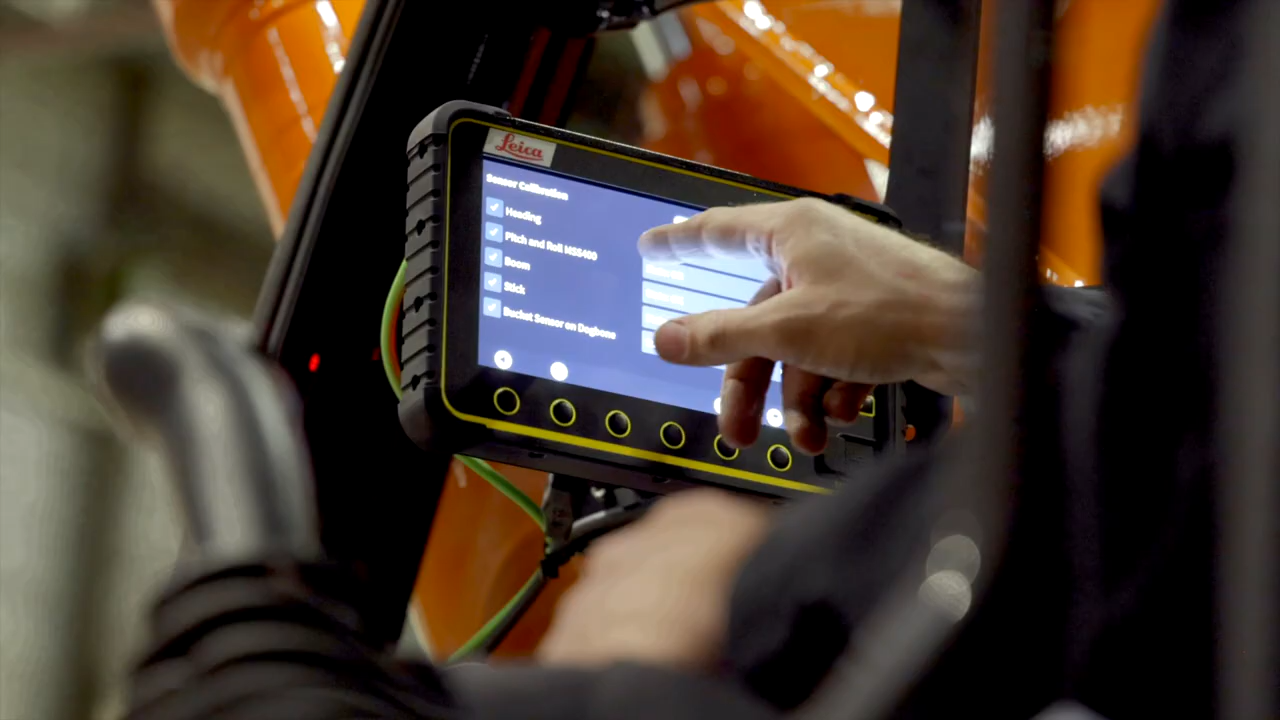 Leica
Sensor Calibration
Heading
Pitch and Roll MSS400
Boom
Stick
Bucket Sensor on Dogbone